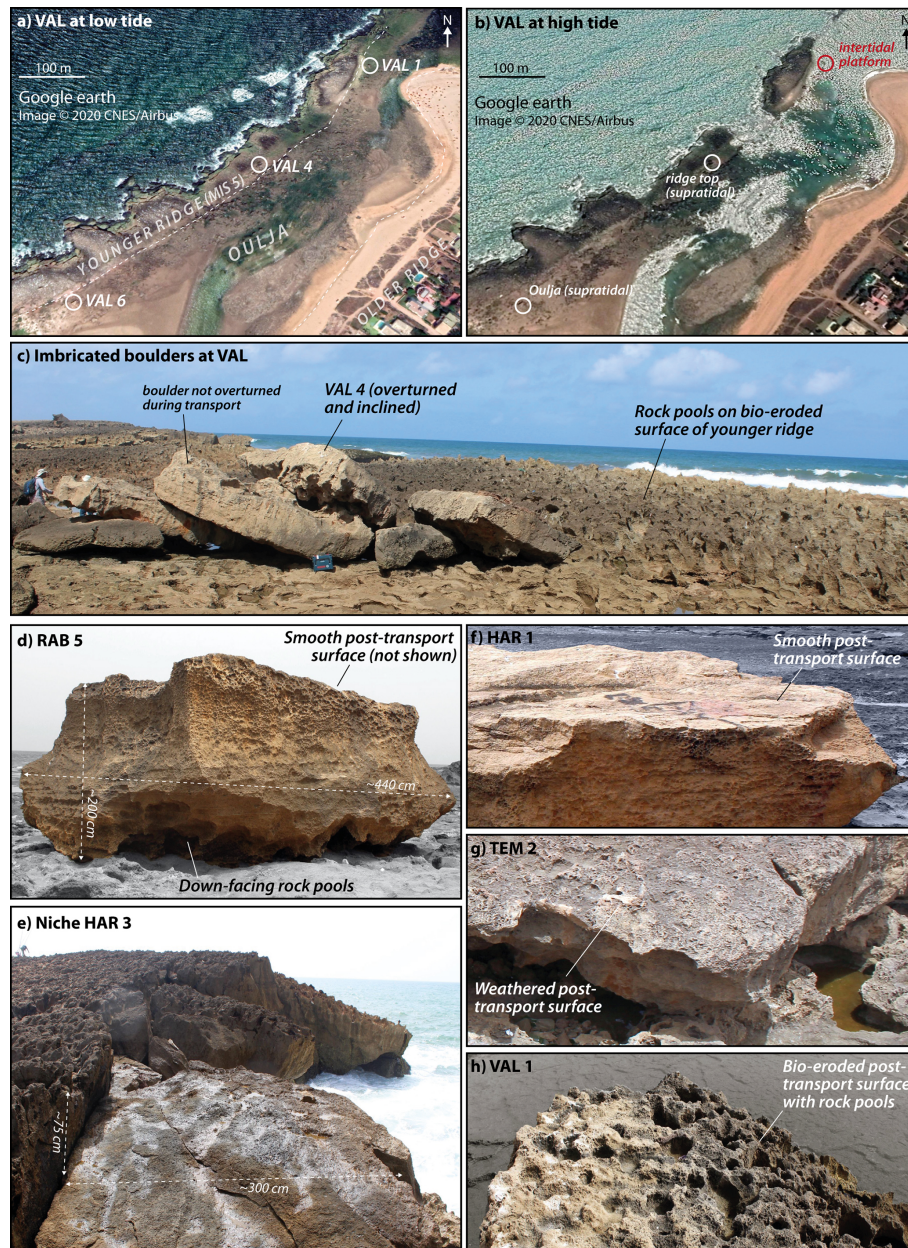 a) VAL at low tide
N
100 m
VAL 1
Google earth
Image © 2020 CNES/Airbus
VAL 4
YOUNGER RIDGE (MIS 5)
OULJA
VAL 6
OLDER RIDGE
b) VAL at high tide
N
intertidal
platform
100 m
Google earth
Image © 2020 CNES/Airbus
ridge top
(supratidal)
Oulja (supratidal)
c) Imbricated boulders at VAL
boulder not overturned
during transport
VAL 4 (overturned
and inclined)
Rock pools on bio-eroded
surface of younger ridge
d) RAB 5
Smooth post-transport
surface (not shown)
~440 cm
~200 cm
Down-facing rock pools
e) Niche HAR 3
~75 cm
~300 cm
f) HAR 1
Smooth post-
transport surface
g) TEM 2
Weathered post-
transport surface
h) VAL 1
Bio-eroded post-
transport surface
with rock pools